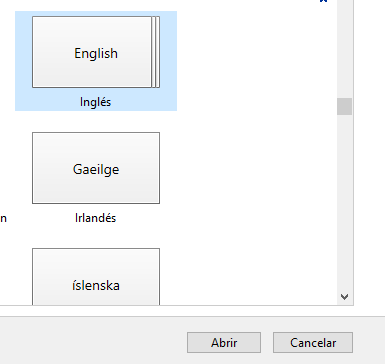 English
Inglés
Gaeilge
n
Irlandés
íslenska
Abrir
Cancelar